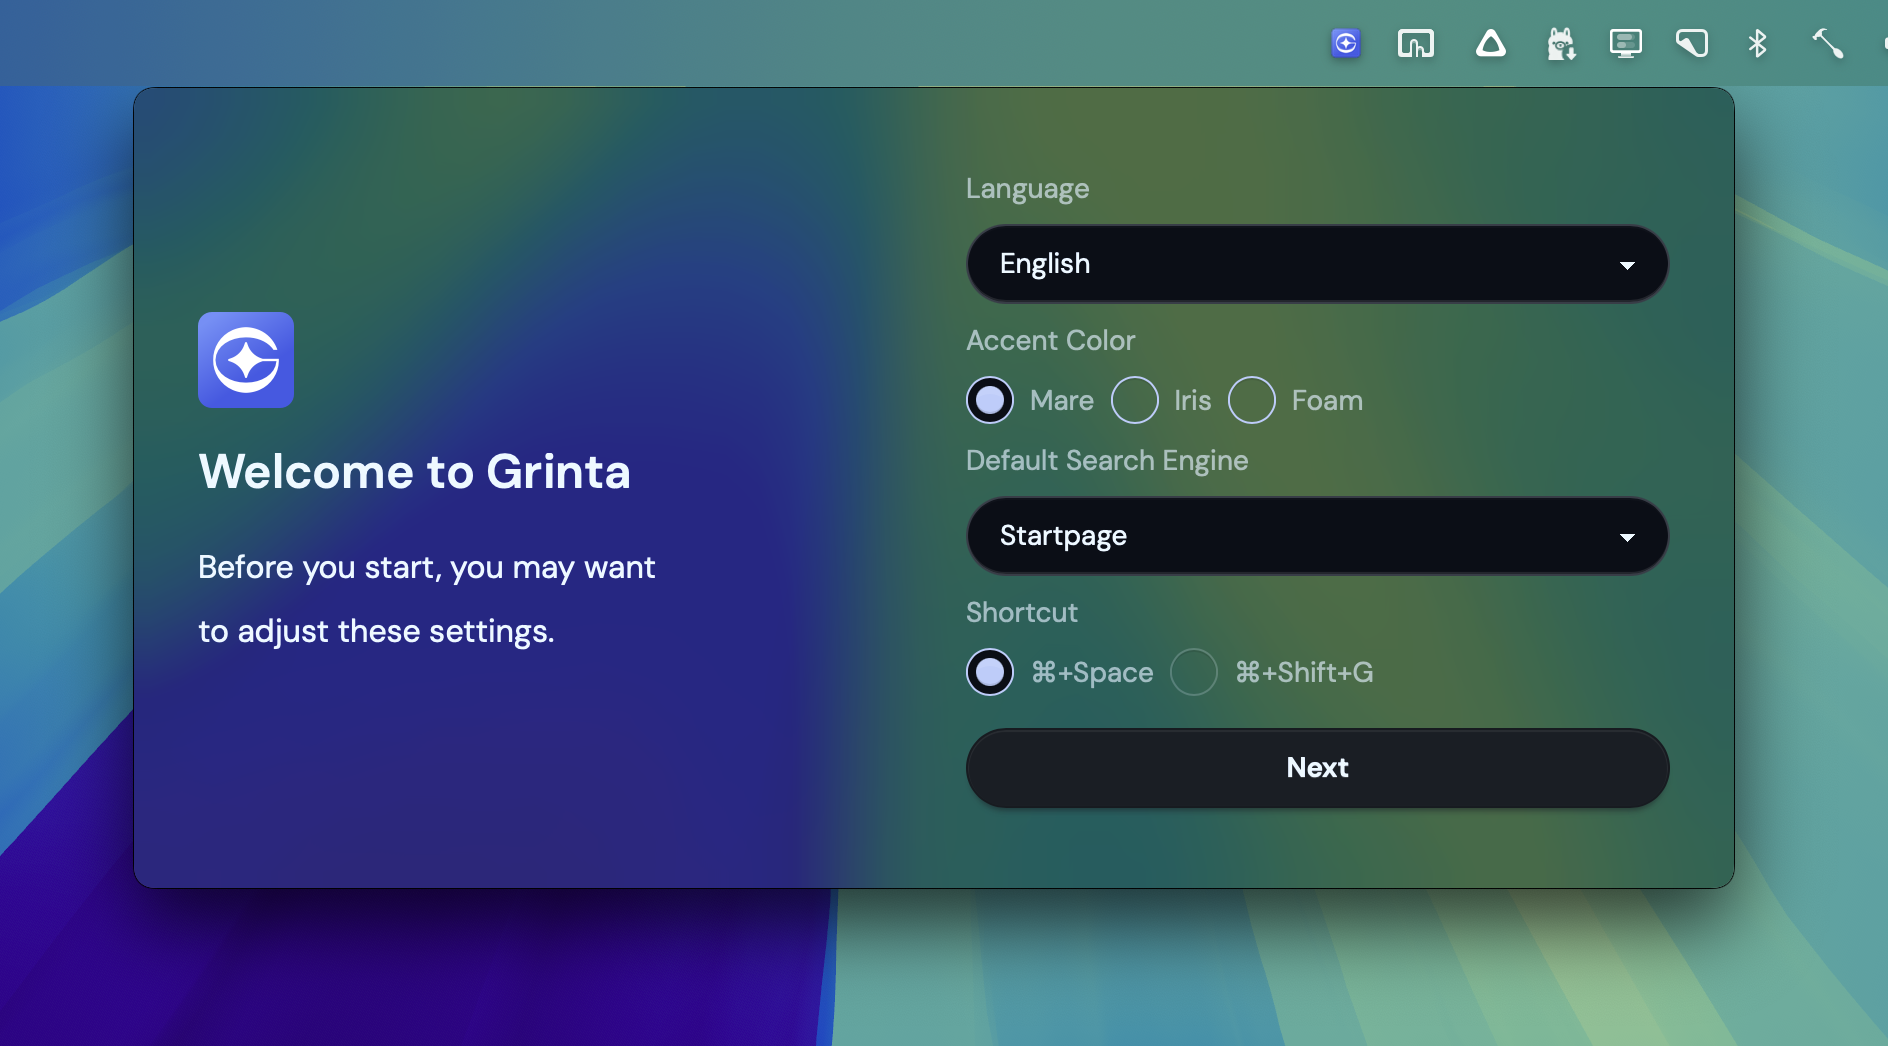 Welcome to Grinta
Before you start, you may want
to adjust these settings.
Language
English
Accent Color
Mare Iris Foam
Default Search Engine
Startpage
Shortcut
⌘+Space ⌘+Shift+G
Next